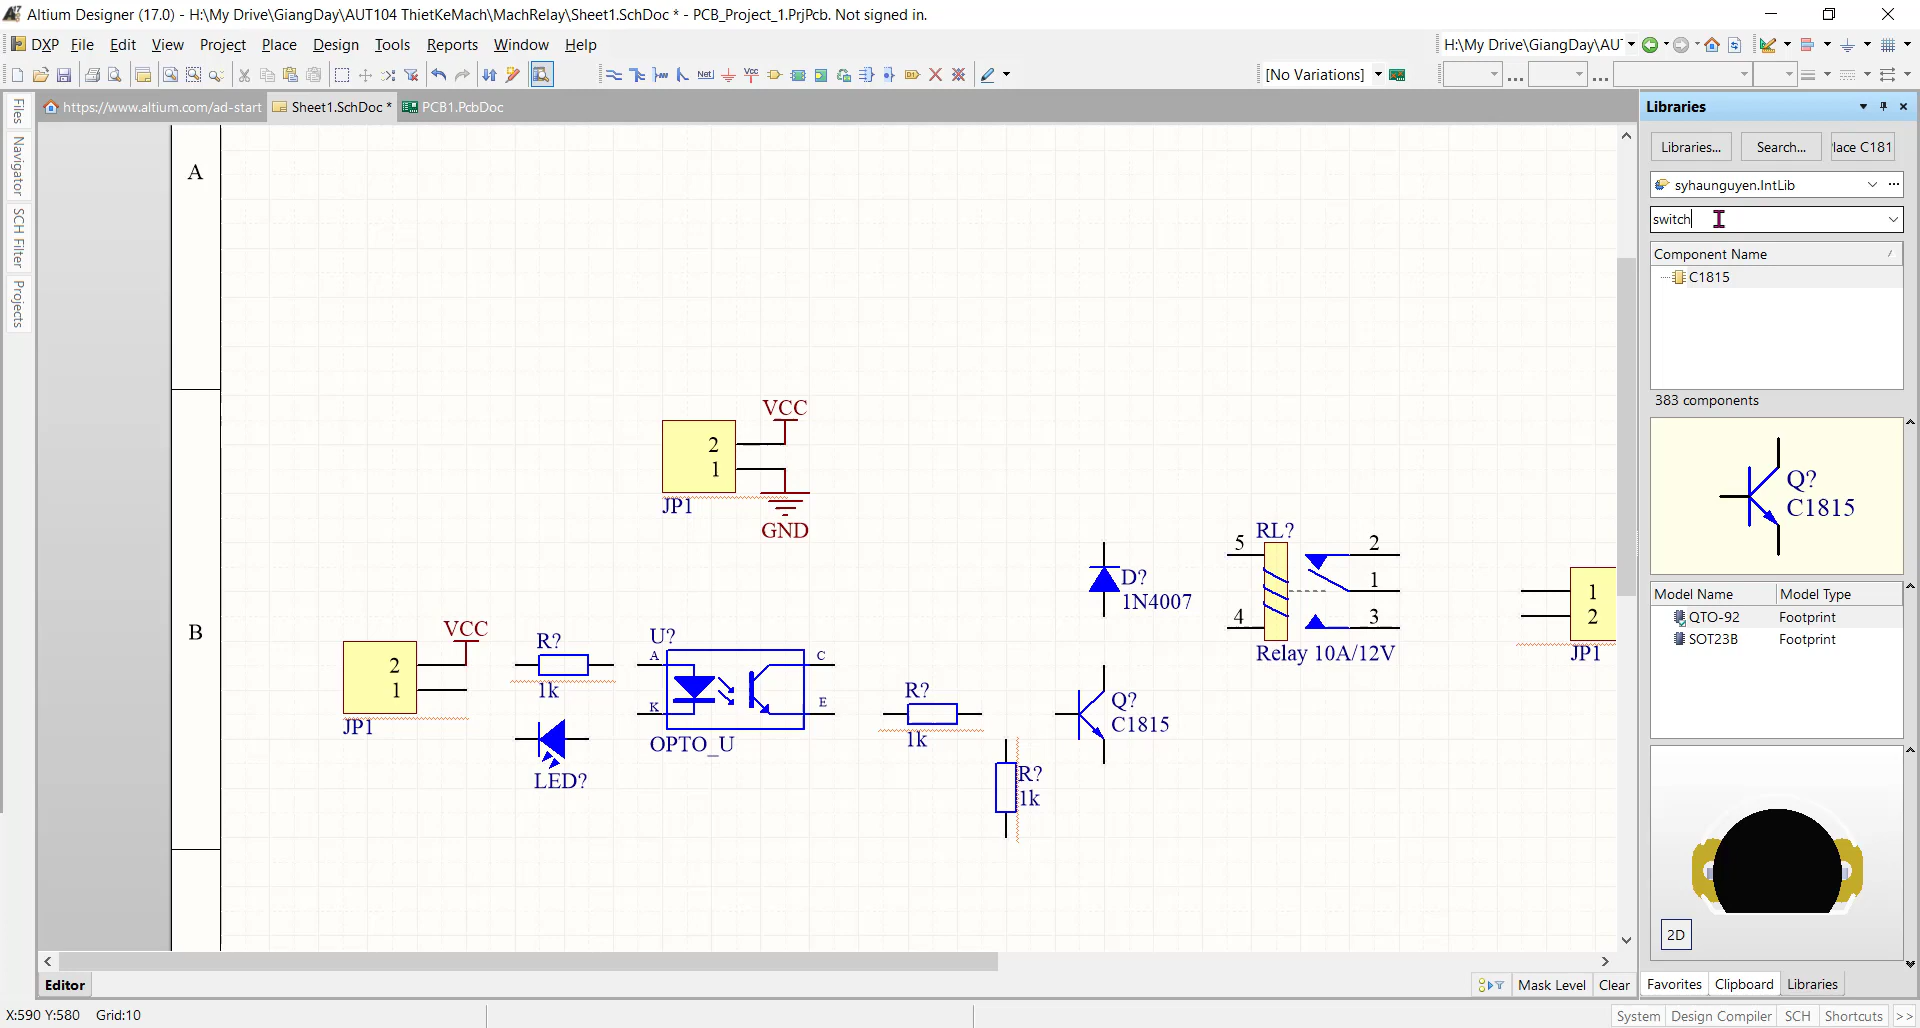 Altium Designer (17.0) - H:\My Drive\GiangDay\AUT104 ThietKeMach\MachRelay\Sheet1.SchDoc * - PCB_Project_1.PrjPcb. Not signed in.
DXP File Edit View Project Place Design Tools Reports Window Help
H:\My Drive\GiangDay\AU
Net Vcc [No Variations] ... ...
https://www.altium.com/ad-start Sheet1.SchDoc * PCB1.PcbDoc
Libraries
Files
Navigator
SCH Filter
Projects
Libraries... Search... lace C181
syhaunguyen.IntLib ...
switch
Component Name
C1815
383 components
Q?
C1815
Model Name Model Type
QTO-92 Footprint
SOT23B Footprint
2D
A
B
VCC
2
1
JP1
GND
VCC
2
1
JP1
R?
1k
LED?
U?
A C
K E
OPTO_U
R?
1k
R?
1k
D?
1N4007
Q?
C1815
RL?
5 2
1
4 3
Relay 10A/12V
1
2
JP1
Editor
Mask Level Clear
Favorites Clipboard Libraries
X:590 Y:580 Grid:10
System Design Compiler SCH Shortcuts >>